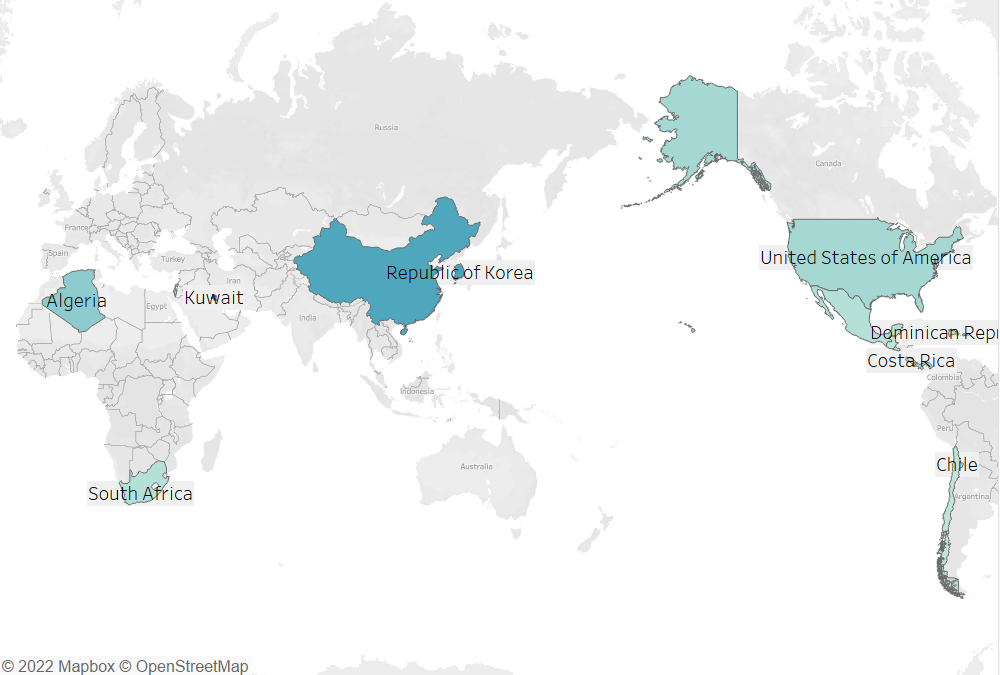 Russia
Canada
France
Spain
Turkey
United States of America
Republic of Korea
Iran
Algeria
Kuwait
Egypt
India
Dominican Repu
Costa Rica
Colombia
Indonesia
Peru
Australia
Chile
South Africa
Argentina
© 2022 Mapbox © OpenStreetMap